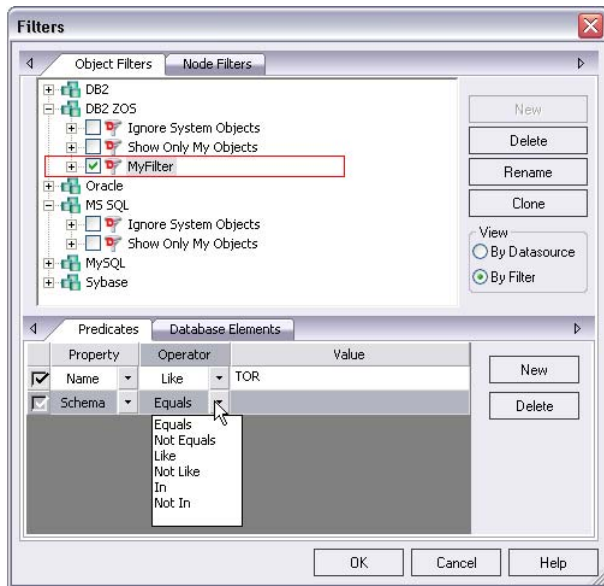 Filters
Object Filters Node Filters
DB2
DB2 ZOS
Ignore System Objects
Show Only My Objects
MyFilter
Oracle
MS SQL
Ignore System Objects
Show Only My Objects
MySQL
Sybase
New
Delete
Rename
Clone
View
By Datasource
By Filter
Predicates Database Elements
Property Operator Value
Name Like TOR
Schema Equals
Equals
Not Equals
Like
Not Like
In
Not In
New
Delete
OK Cancel Help